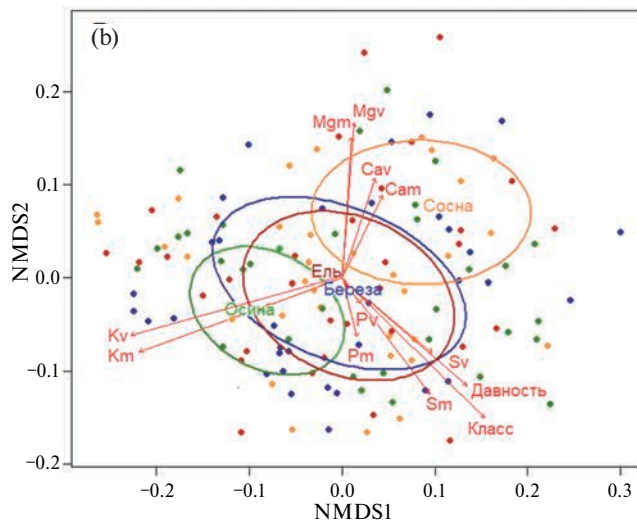 (b)
NMDS2
0.2
0.1
0.0
−0.1
−0.2
Mgm
Mgv
Cav
Cam
Сосна
Ель
Береза
Осина
Kv
Km
Pv
Pm
Sv
Sm
Давность
Класс
−0.2
−0.1
0.0
0.1
0.2
0.3
NMDS1